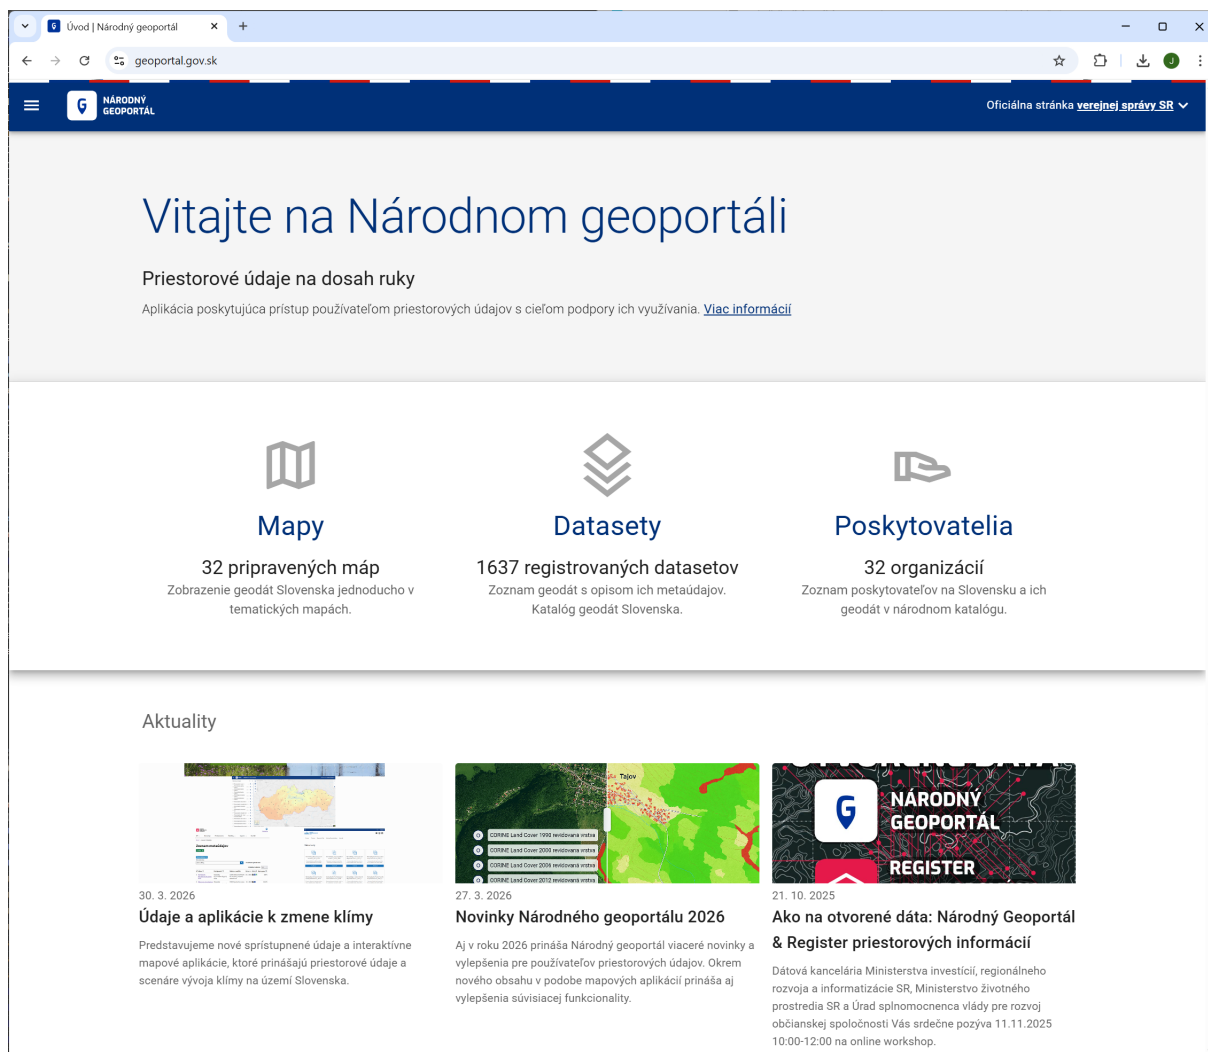 Úvod | Národný geoportál
geoportal.gov.sk
J
NÁRODNÝ
GEOPORTÁL
Oficiálna stránka verejnej správy SR
Vitajte na Národnom geoportáli
Priestorové údaje na dosah ruky
Aplikácia poskytujúca prístup používateľom priestorových údajov s cieľom podpory ich využívania. Viac informácií
Mapy
32 pripravených máp
Zobrazenie geodát Slovenska jednoducho v
tematických mapách.
Datasety
1637 registrovaných datasetov
Zoznam geodát s opisom ich metaúdajov.
Katalóg geodát Slovenska.
Poskytovatelia
32 organizácií
Zoznam poskytovateľov na Slovensku a ich
geodát v národnom katalógu.
Aktuality
30. 3. 2026
Údaje a aplikácie k zmene klímy
Predstavujeme nové sprístupnené údaje a interaktívne
mapové aplikácie, ktoré prinášajú priestorové údaje a
scenáre vývoja klímy na území Slovenska.
Tajov
CORINE Land Cover 1990 revidovaná vrstva
CORINE Land Cover 2000 revidovaná vrstva
CORINE Land Cover 2006 revidovaná vrstva
CORINE Land Cover 2012 revidovaná vrstva
27. 3. 2026
Novinky Národného geoportálu 2026
Aj v roku 2026 prináša Národný geoportál viaceré novinky a
vylepšenia pre používateľov priestorových údajov. Okrem
nového obsahu v podobe mapových aplikácií prináša aj
vylepšenia súvisiacej funkcionality.
NÁRODNÝ
GEOPORTÁL
REGISTER
21. 10. 2025
Ako na otvorené dáta: Národný Geoportál
& Register priestorových informácií
Dátová kancelária Ministerstva investícií, regionálneho
rozvoja a informatizácie SR, Ministerstvo životného
prostredia SR a Úrad splnomocnenca vlády pre rozvoj
občianskej spoločnosti Vás srdečne pozýva 11.11.2025
10:00-12:00 na online workshop.